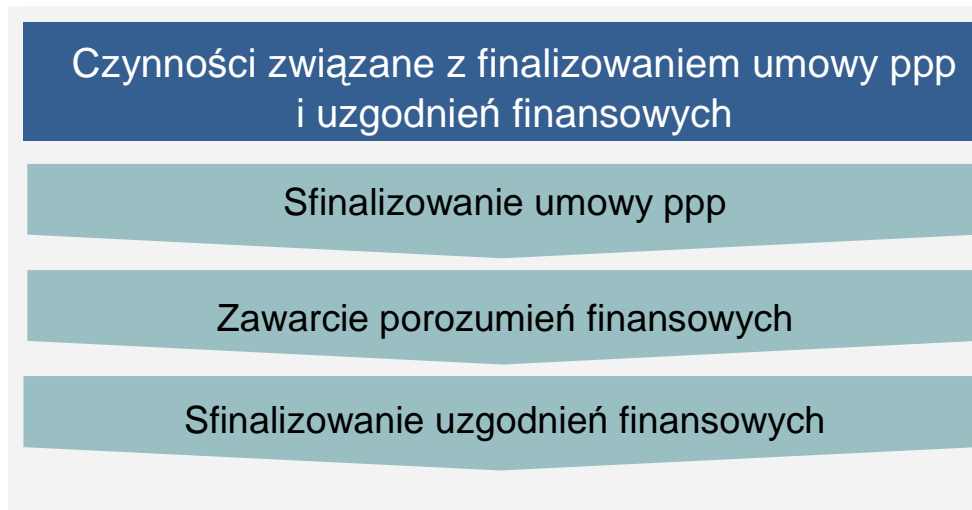 Czynności związane z finalizowaniem umowy ppp
i uzgodnień finansowych
Sfinalizowanie umowy ppp
Zawarcie porozumień finansowych
Sfinalizowanie uzgodnień finansowych